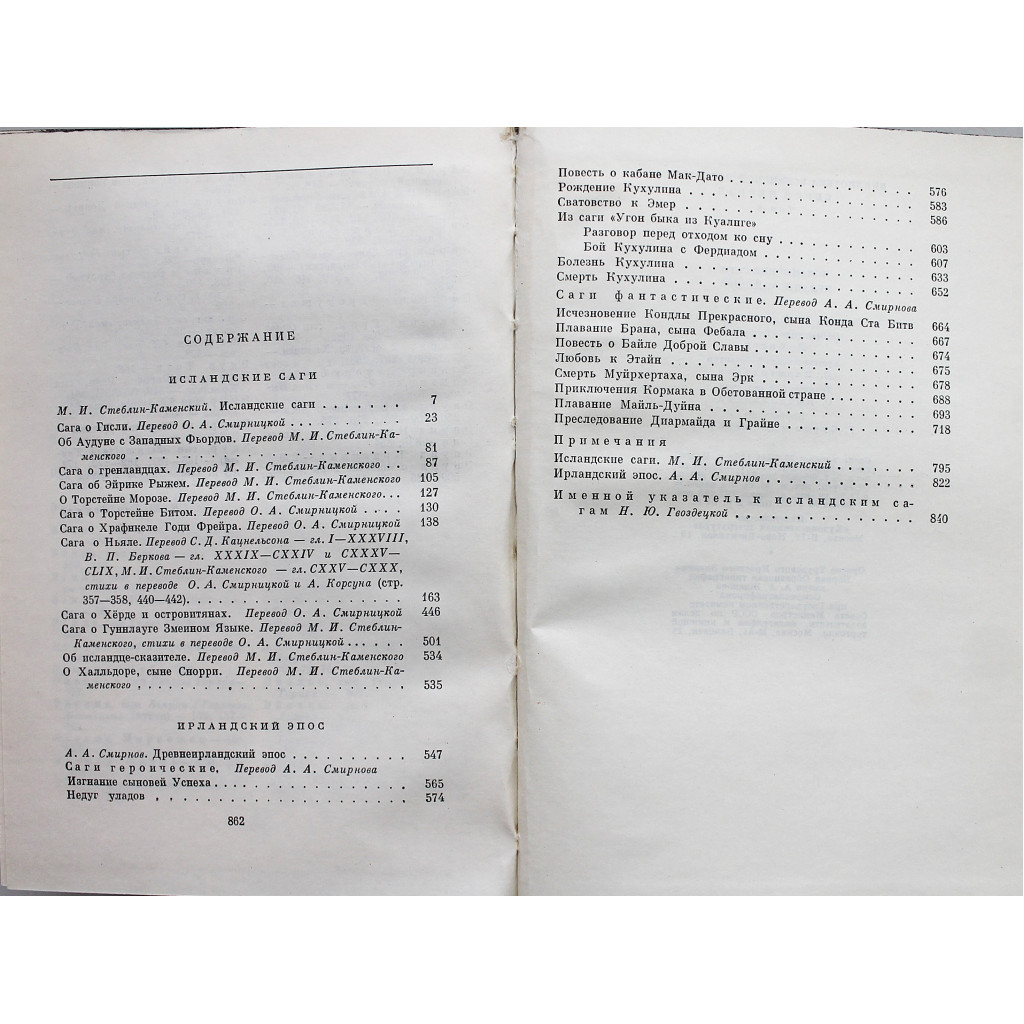 СОДЕРЖАНИЕ
ИСЛАНДСКИЕ САГИ
М. И. Стеблин-Каменский. Исландские саги . . . . . . . 7
Сага о Гисли. Перевод О. А. Смирницкой . . . . . . . . . 23
Об Аудуне с Западных Фьордов. Перевод М. И. Стеблин-Ка-
менского . . . . . . . . . . . . . . . . . . . . . . . 81
Сага о гренландцах. Перевод М. И. Стеблин-Каменского . . 87
Сага об Эйрике Рыжем. Перевод М. И. Стеблин-Каменского 105
О Торстейне Морозе. Перевод М. И. Стеблин-Каменского. . . 127
Сага о Торстейне Битом. Перевод О. А. Смирницкой . . . . 130
Сага о Храфнкеле Годи Фрейра. Перевод О. А. Смирницкой 138
Сага о Ньяле. Перевод С. Д. Кацнельсона — гл. I—XXXVIII,
В. П. Беркова — гл. XXXIX—CXXIV и CXXXV—
CLIX, М. И. Стеблин-Каменского — гл. CXXV—CXXX,
стихи в переводе О. А. Смирницкой и А. Корсуна (стр.
357—358, 440—442). . . . . . . . . . . . . . . . . . 163
Сага о Хёрде и островитянах. Перевод О. А. Смирницкой 446
Сага о Гуннлауге Змеином Языке. Перевод М. И. Стеблин-
Каменского, стихи в переводе О. А. Смирницкой . . . . . . 501
Об исландце-сказителе. Перевод М. И. Стеблин-Каменского 534
О Халльдоре, сыне Снорри. Перевод М. И. Стеблин-Ка-
менского . . . . . . . . . . . . . . . . . . . . . . . 535
ИРЛАНДСКИЙ ЭПОС
А. А. Смирнов. Древнеирландский эпос . . . . . . . . . . 547
Саги героические, Перевод А. А. Смирнова
Изгнание сыновей Успеха . . . . . . . . . . . . . . . . . 565
Недуг уладов . . . . . . . . . . . . . . . . . . . . . . 574
862
Повесть о кабане Мак-Дато . . . . . . . . . . . . . . . 576
Рождение Кухулина . . . . . . . . . . . . . . . . . . . 583
Сватовство к Эмер . . . . . . . . . . . . . . . . . . . 586
Из саги «Угон быка из Куалнге»
Разговор перед отходом ко сну . . . . . . . . . . . 603
Бой Кухулина с Фердиадом . . . . . . . . . . . . . 607
Болезнь Кухулина . . . . . . . . . . . . . . . . . . . 633
Смерть Кухулина . . . . . . . . . . . . . . . . . . . . 652
Саги фантастические. Перевод А. А. Смирнова
Исчезновение Кондлы Прекрасного, сына Конда Ста Битв 664
Плавание Брана, сына Фебала . . . . . . . . . . . . . . 667
Повесть о Байле Доброй Славы . . . . . . . . . . . . . 674
Любовь к Этайн . . . . . . . . . . . . . . . . . . . . 675
Смерть Муйрхертаха, сына Эрк . . . . . . . . . . . . . 678
Приключения Кормака в Обетованной стране . . . . . . . 688
Плавание Майль-Дуйна . . . . . . . . . . . . . . . . . 693
Преследование Диармайда и Грайне . . . . . . . . . . . 718
Примечания
Исландские саги. М. И. Стеблин-Каменский . . . . . . . 795
Ирландский эпос. А. А. Смирнов . . . . . . . . . . . . 822
Именной указатель к исландским са-
гам Н. Ю. Гвоздецкой . . . . . . . . . . . . . . . . . 840